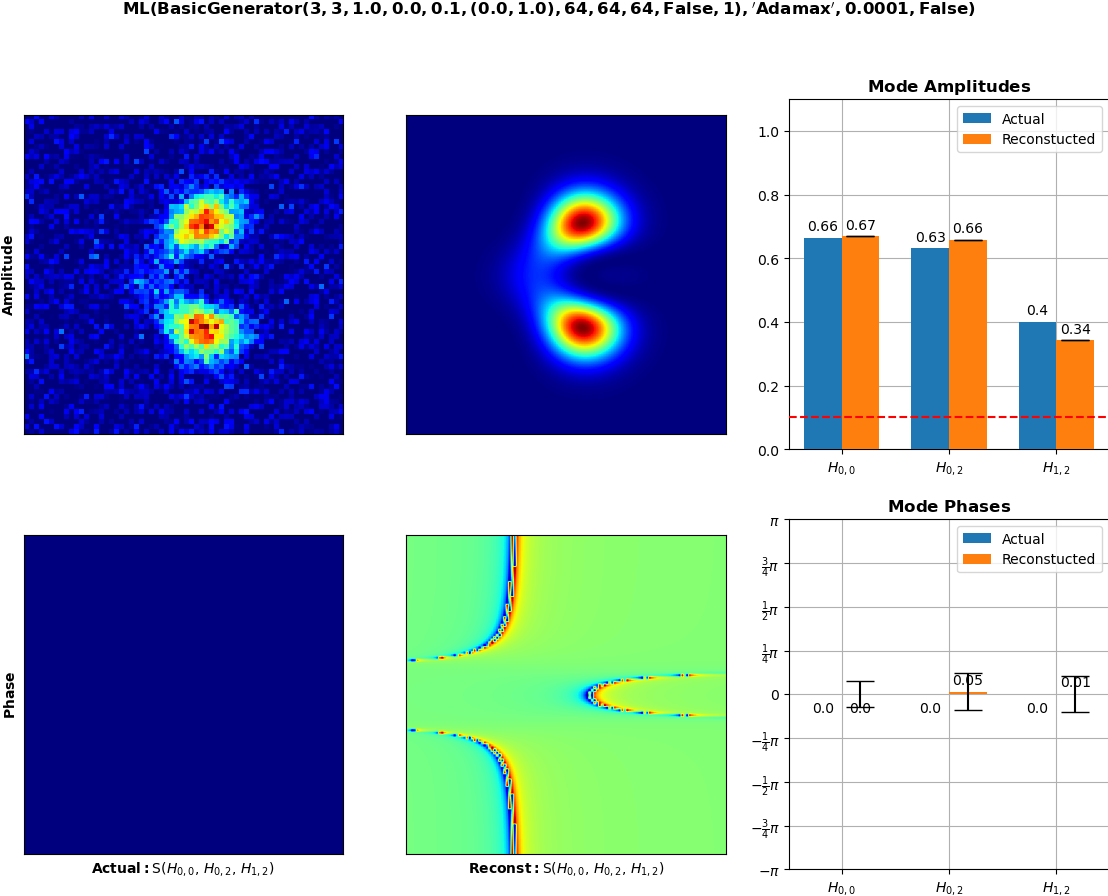 ML(BasicGenerator(3, 3, 1.0, 0.0, 0.1, (0.0, 1.0), 64, 64, 64, False, 1), ′Adamax′, 0.0001, False)
Amplitude
Mode Amplitudes
Actual
Reconstucted
1.0
0.8
0.6
0.4
0.2
0.0
0.66 0.67
0.63 0.66
0.4 0.34
H0,0 H0,2 H1,2
Phase
Mode Phases
Actual
Reconstucted
π
3/4π
1/2π
1/4π
0
−1/4π
−1/2π
−3/4π
−π
0.0 0.0
0.0 0.05
0.0 0.01
H0,0 H0,2 H1,2
Actual: S(H0,0, H0,2, H1,2)
Reconst: S(H0,0, H0,2, H1,2)